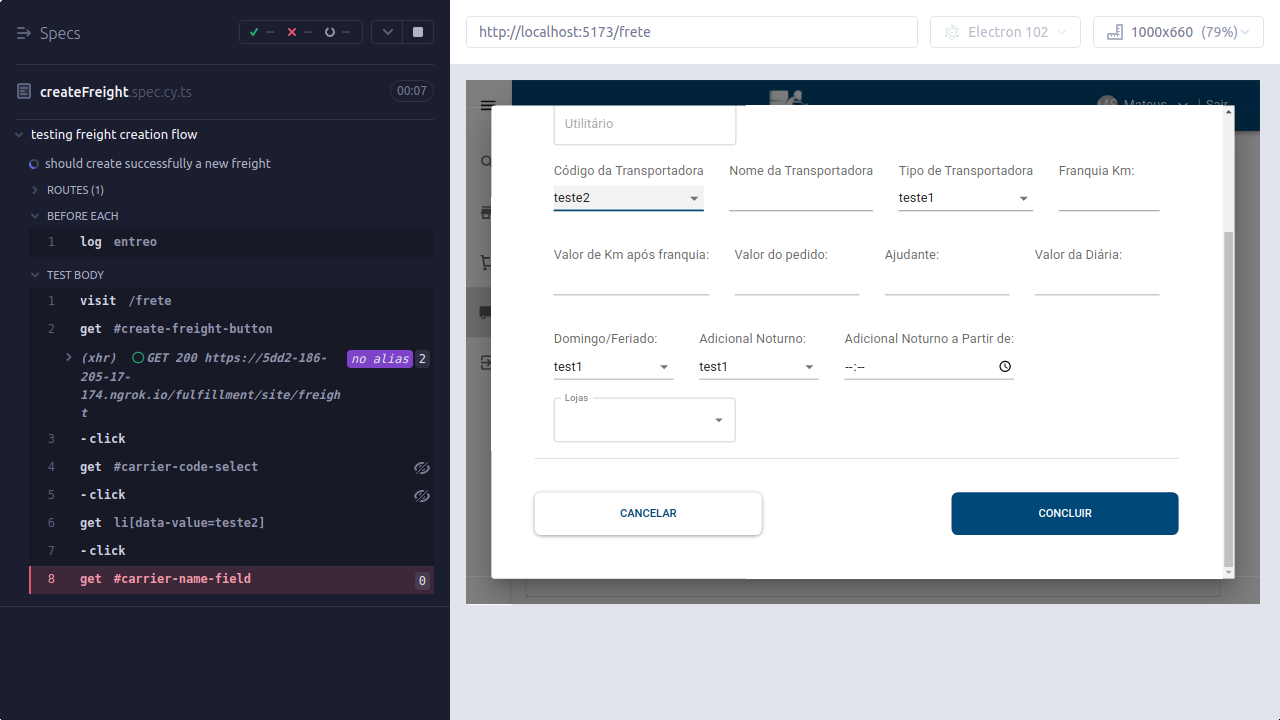 Specs
-- -- --
createFreight.spec.cy.ts 00:07
testing freight creation flow
should create successfully a new freight
ROUTES (1)
BEFORE EACH
1 log entreo
TEST BODY
1 visit /frete
2 get #create-freight-button
(xhr) GET 200 https://5dd2-186- no alias 2
205-17-
174.ngrok.io/fulfillment/site/freigh
t
3 -click
4 get #carrier-code-select
5 -click
6 get li[data-value=teste2]
7 -click
8 get #carrier-name-field 0
http://localhost:5173/frete
Electron 102
1000x660 (79%)
Mateus | Sair
Utilitário
Código da Transportadora Nome da Transportadora Tipo de Transportadora Franquia Km:
teste2 teste1
Valor de Km após franquia: Valor do pedido: Ajudante: Valor da Diária:
Domingo/Feriado: Adicional Noturno: Adicional Noturno a Partir de:
test1 test1 --:--
Lojas
CANCELAR CONCLUIR